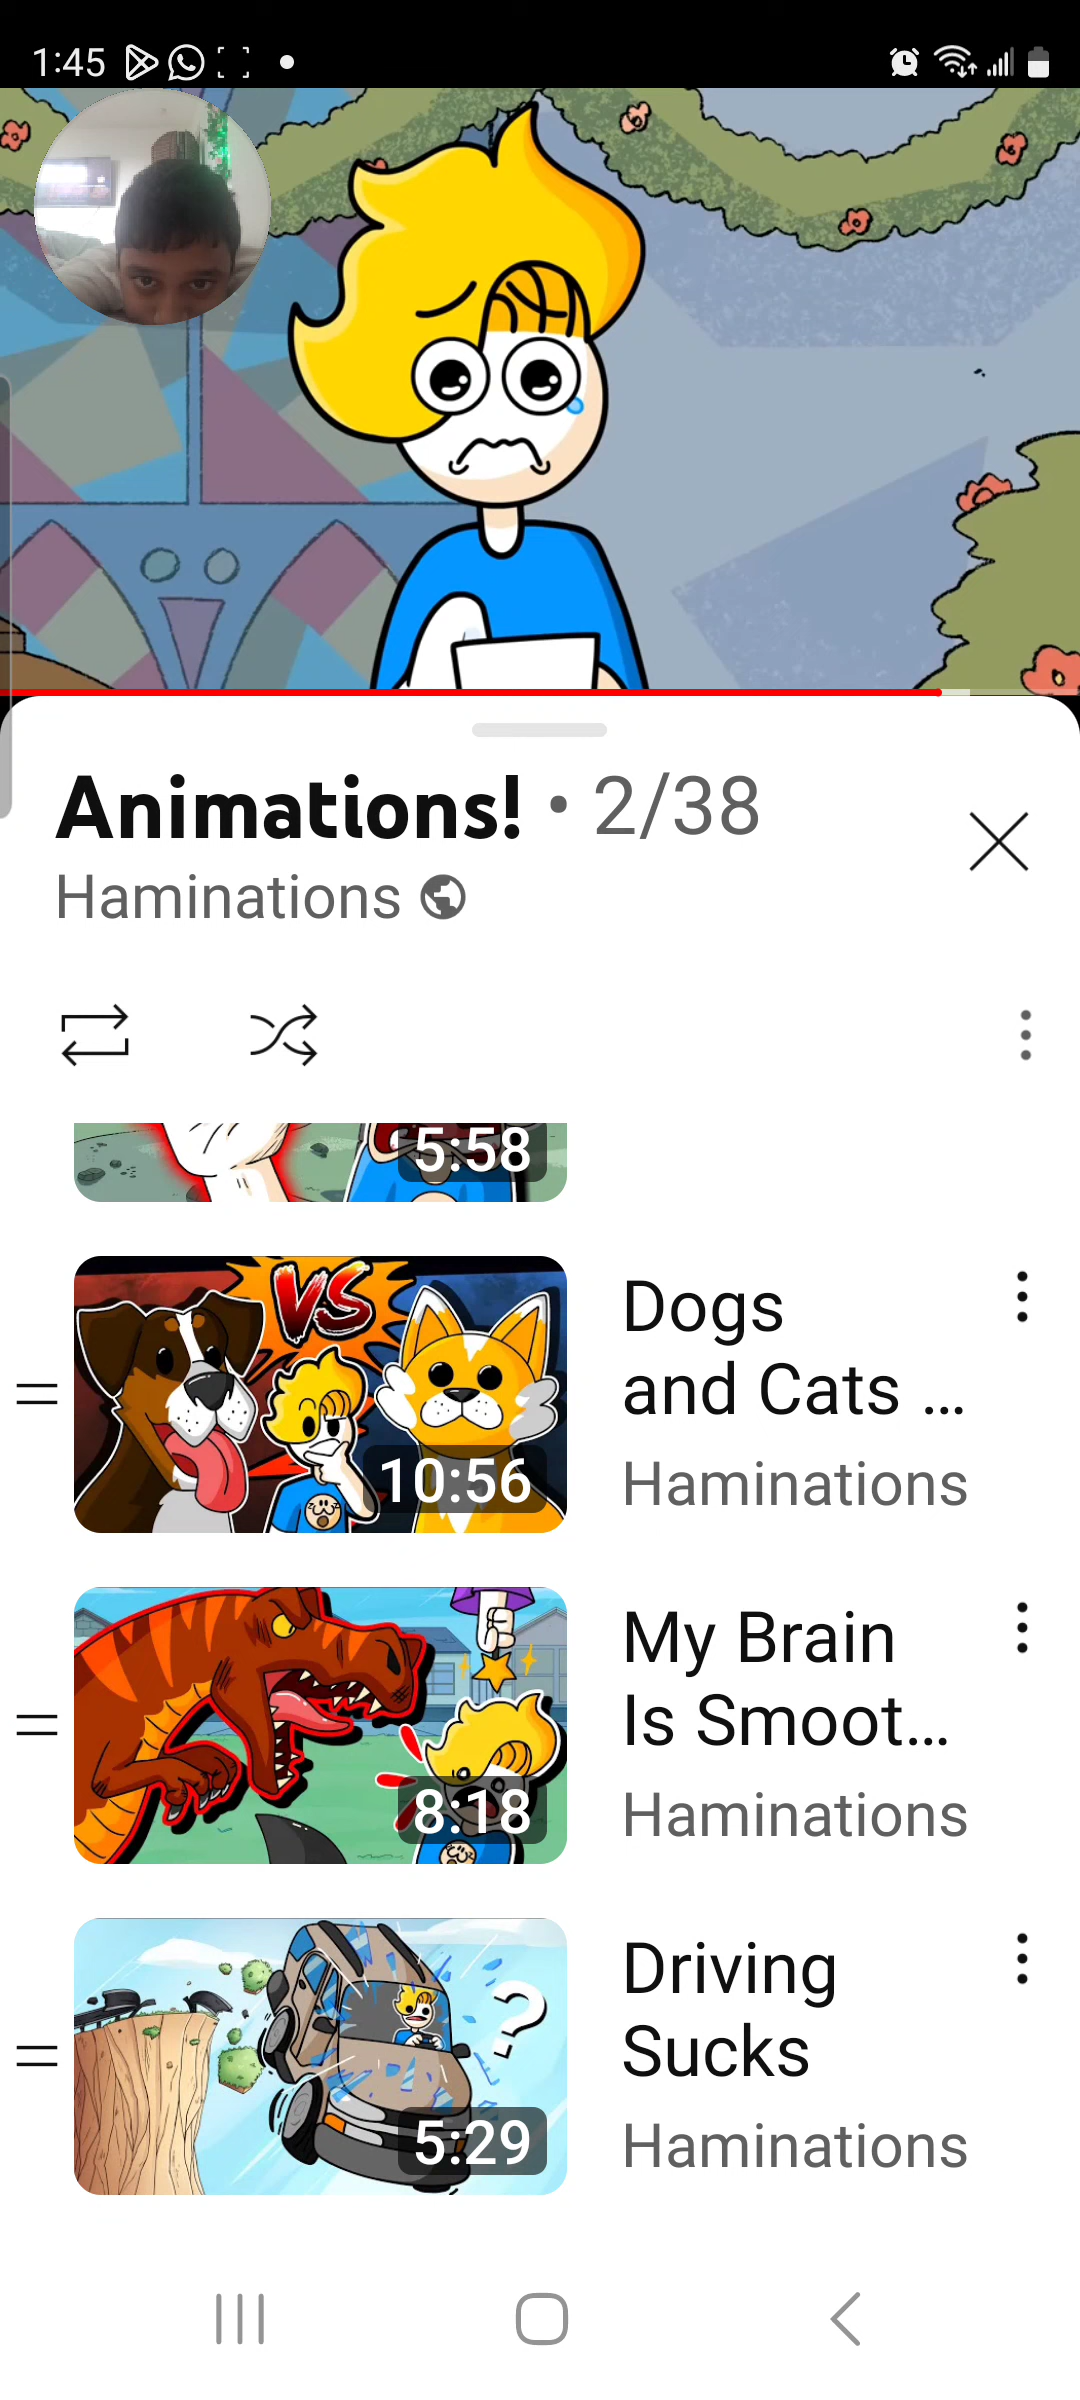 1:45
Animations! • 2/38
Haminations
5:58
VS
10:56
Dogs
and Cats ...
Haminations
8:18
My Brain
Is Smoot...
Haminations
?
5:29
Driving
Sucks
Haminations